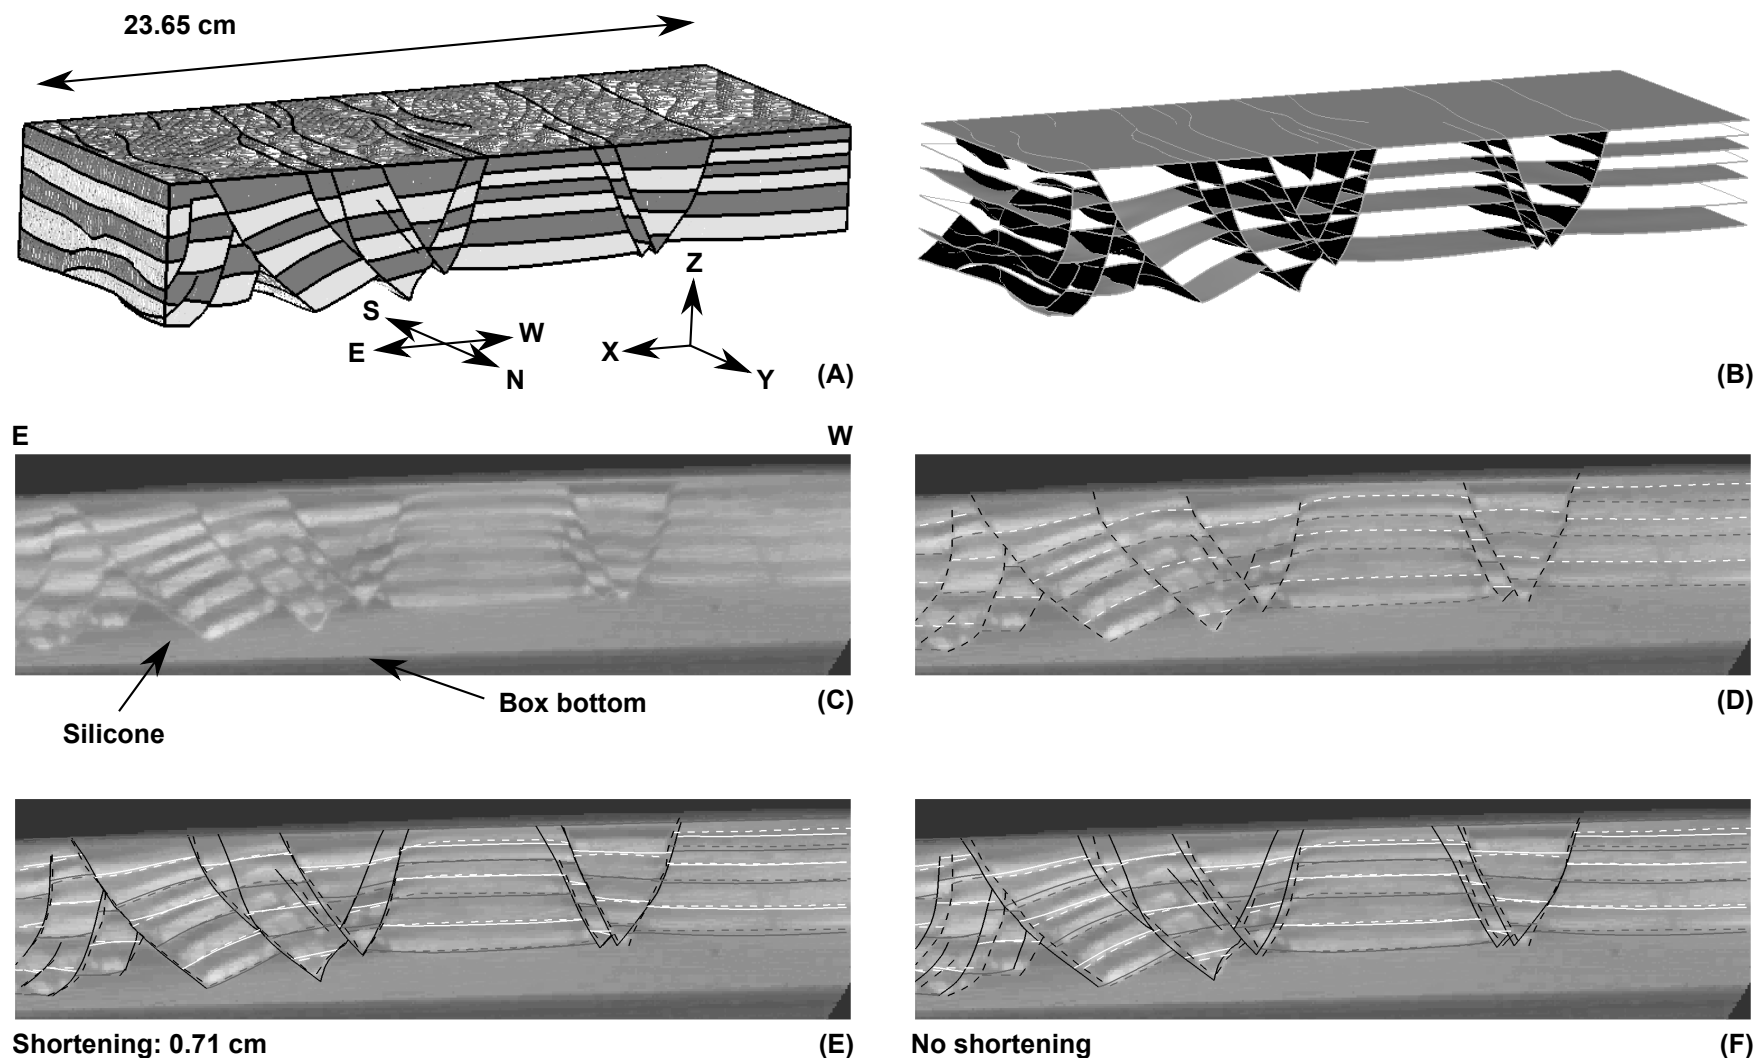 23.65 cm
Z
S
W
E
X
N
Y
(A)
(B)
E
W
Box bottom
(C)
(D)
Silicone
Shortening: 0.71 cm
(E)
No shortening
(F)